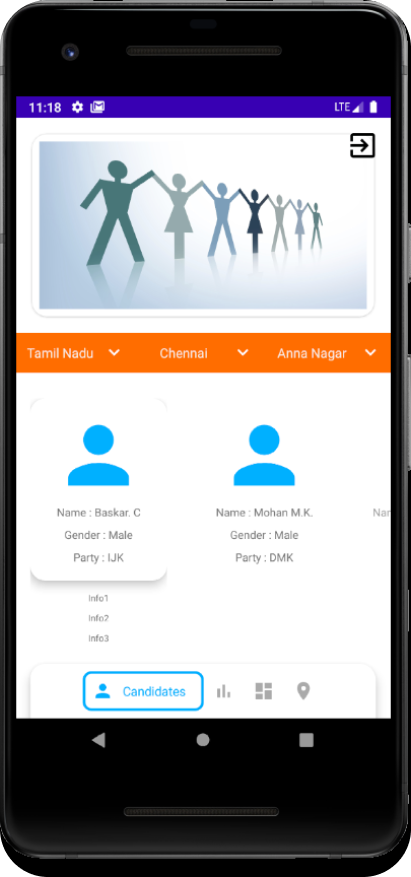 11:18 LTE
Tamil Nadu Chennai Anna Nagar
Name : Baskar. C Name : Mohan M.K. Nar
Gender : Male Gender : Male
Party : IJK Party : DMK
Info1
Info2
Info3
Candidates